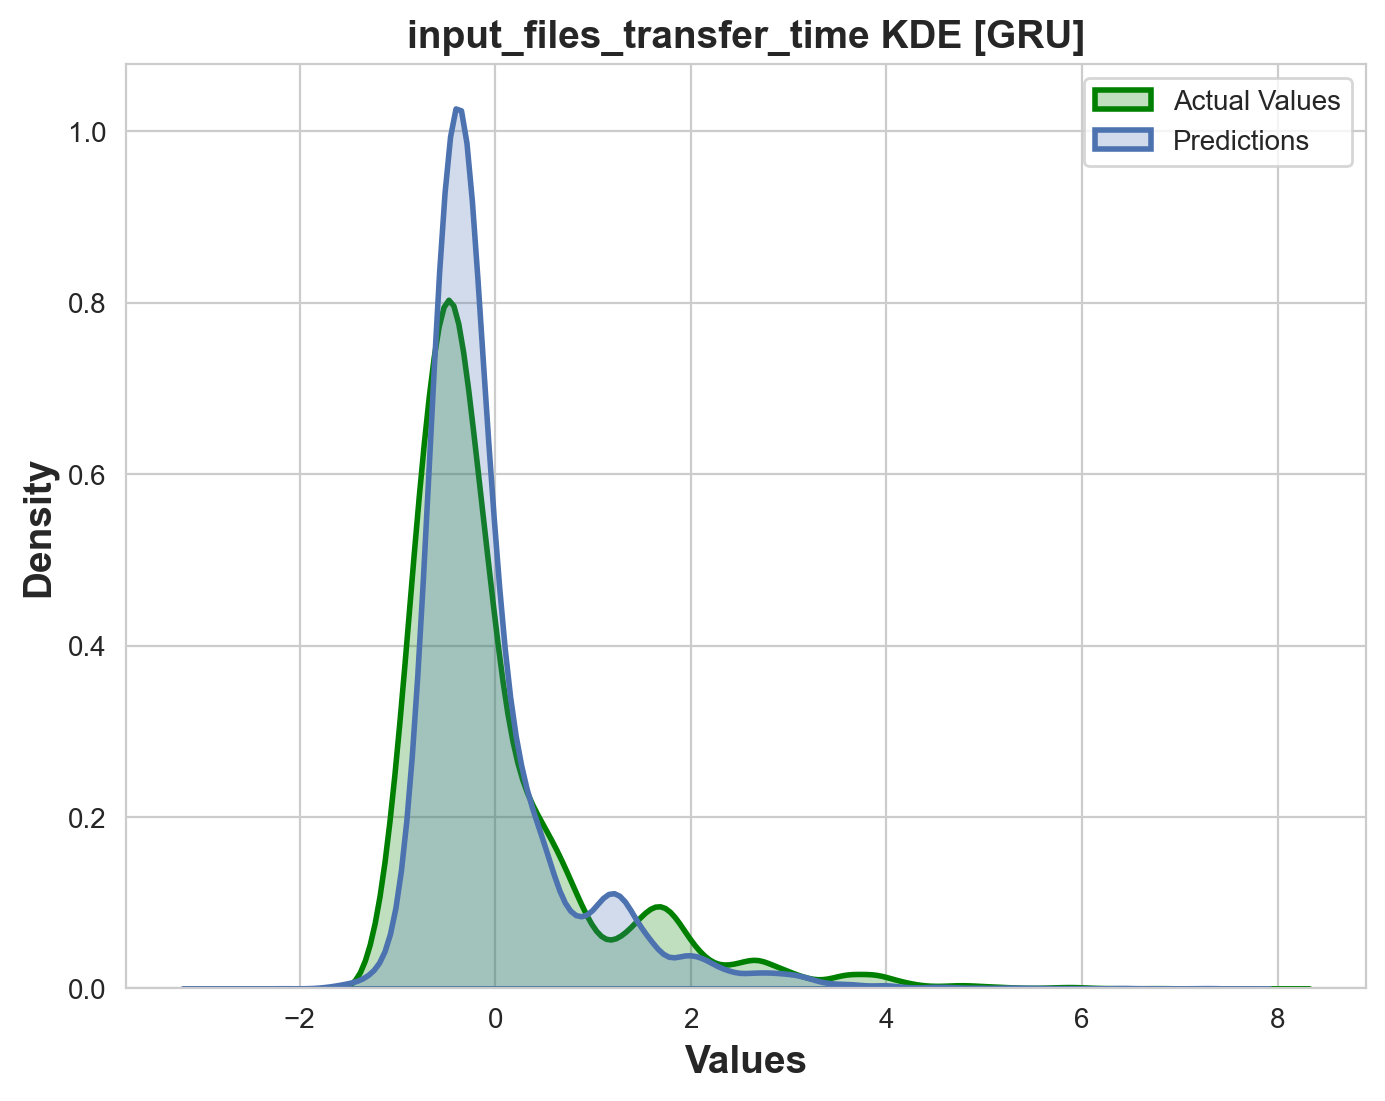 input_files_transfer_time KDE [GRU]
Actual Values
Predictions
Density
1.0
0.8
0.6
0.4
0.2
0.0
−2 0 2 4 6 8
Values